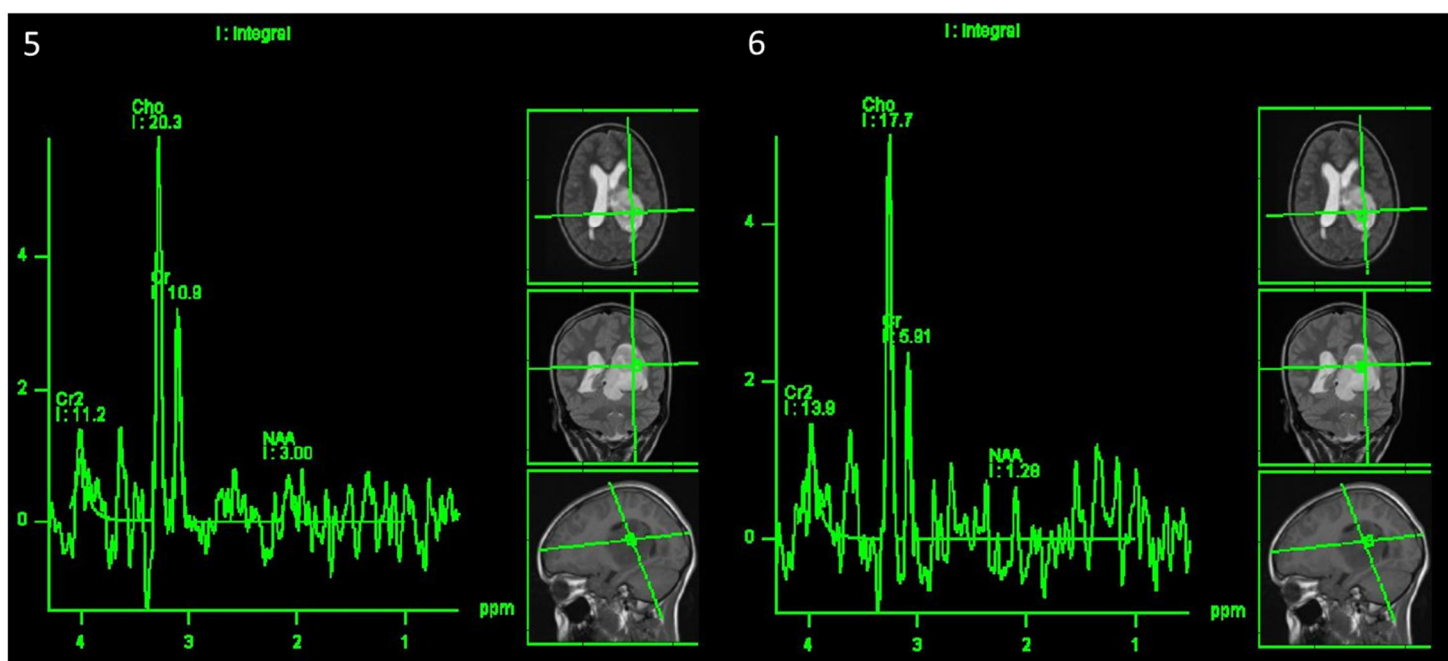 5
I : Integral
Cho
I : 20.3
Cr
I : 10.9
Cr2
I : 11.2
NAA
I : 3.00
4
2
0
ppm
4 3 2 1
6
I : Integral
Cho
I : 17.7
Cr
I : 5.91
Cr2
I : 13.9
NAA
I : 1.28
4
2
0
ppm
4 3 2 1